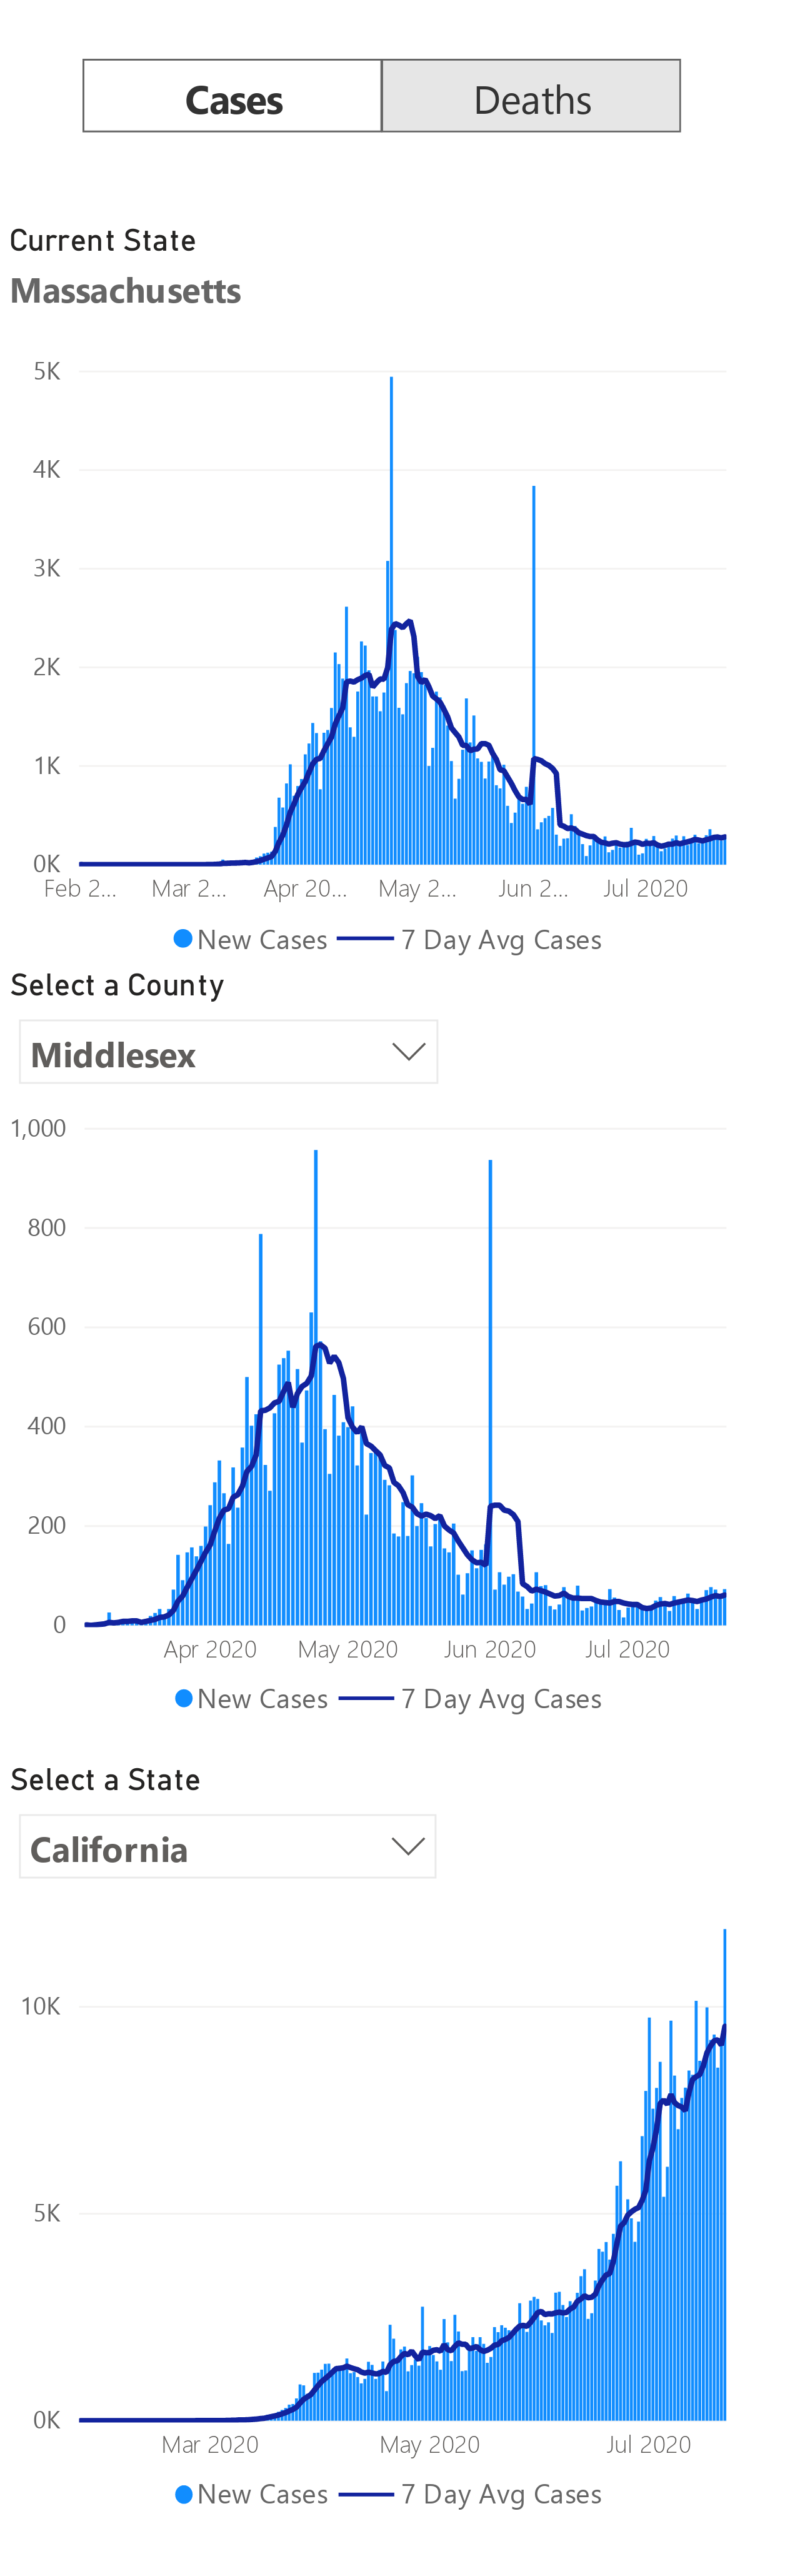 Cases Deaths
Current State
Massachusetts
5K
4K
3K
2K
1K
0K
Feb 2... Mar 2... Apr 20... May 2... Jun 2... Jul 2020
New Cases 7 Day Avg Cases
Select a County
Middlesex
1,000
800
600
400
200
0
Apr 2020 May 2020 Jun 2020 Jul 2020
New Cases 7 Day Avg Cases
Select a State
California
10K
5K
0K
Mar 2020 May 2020 Jul 2020
New Cases 7 Day Avg Cases